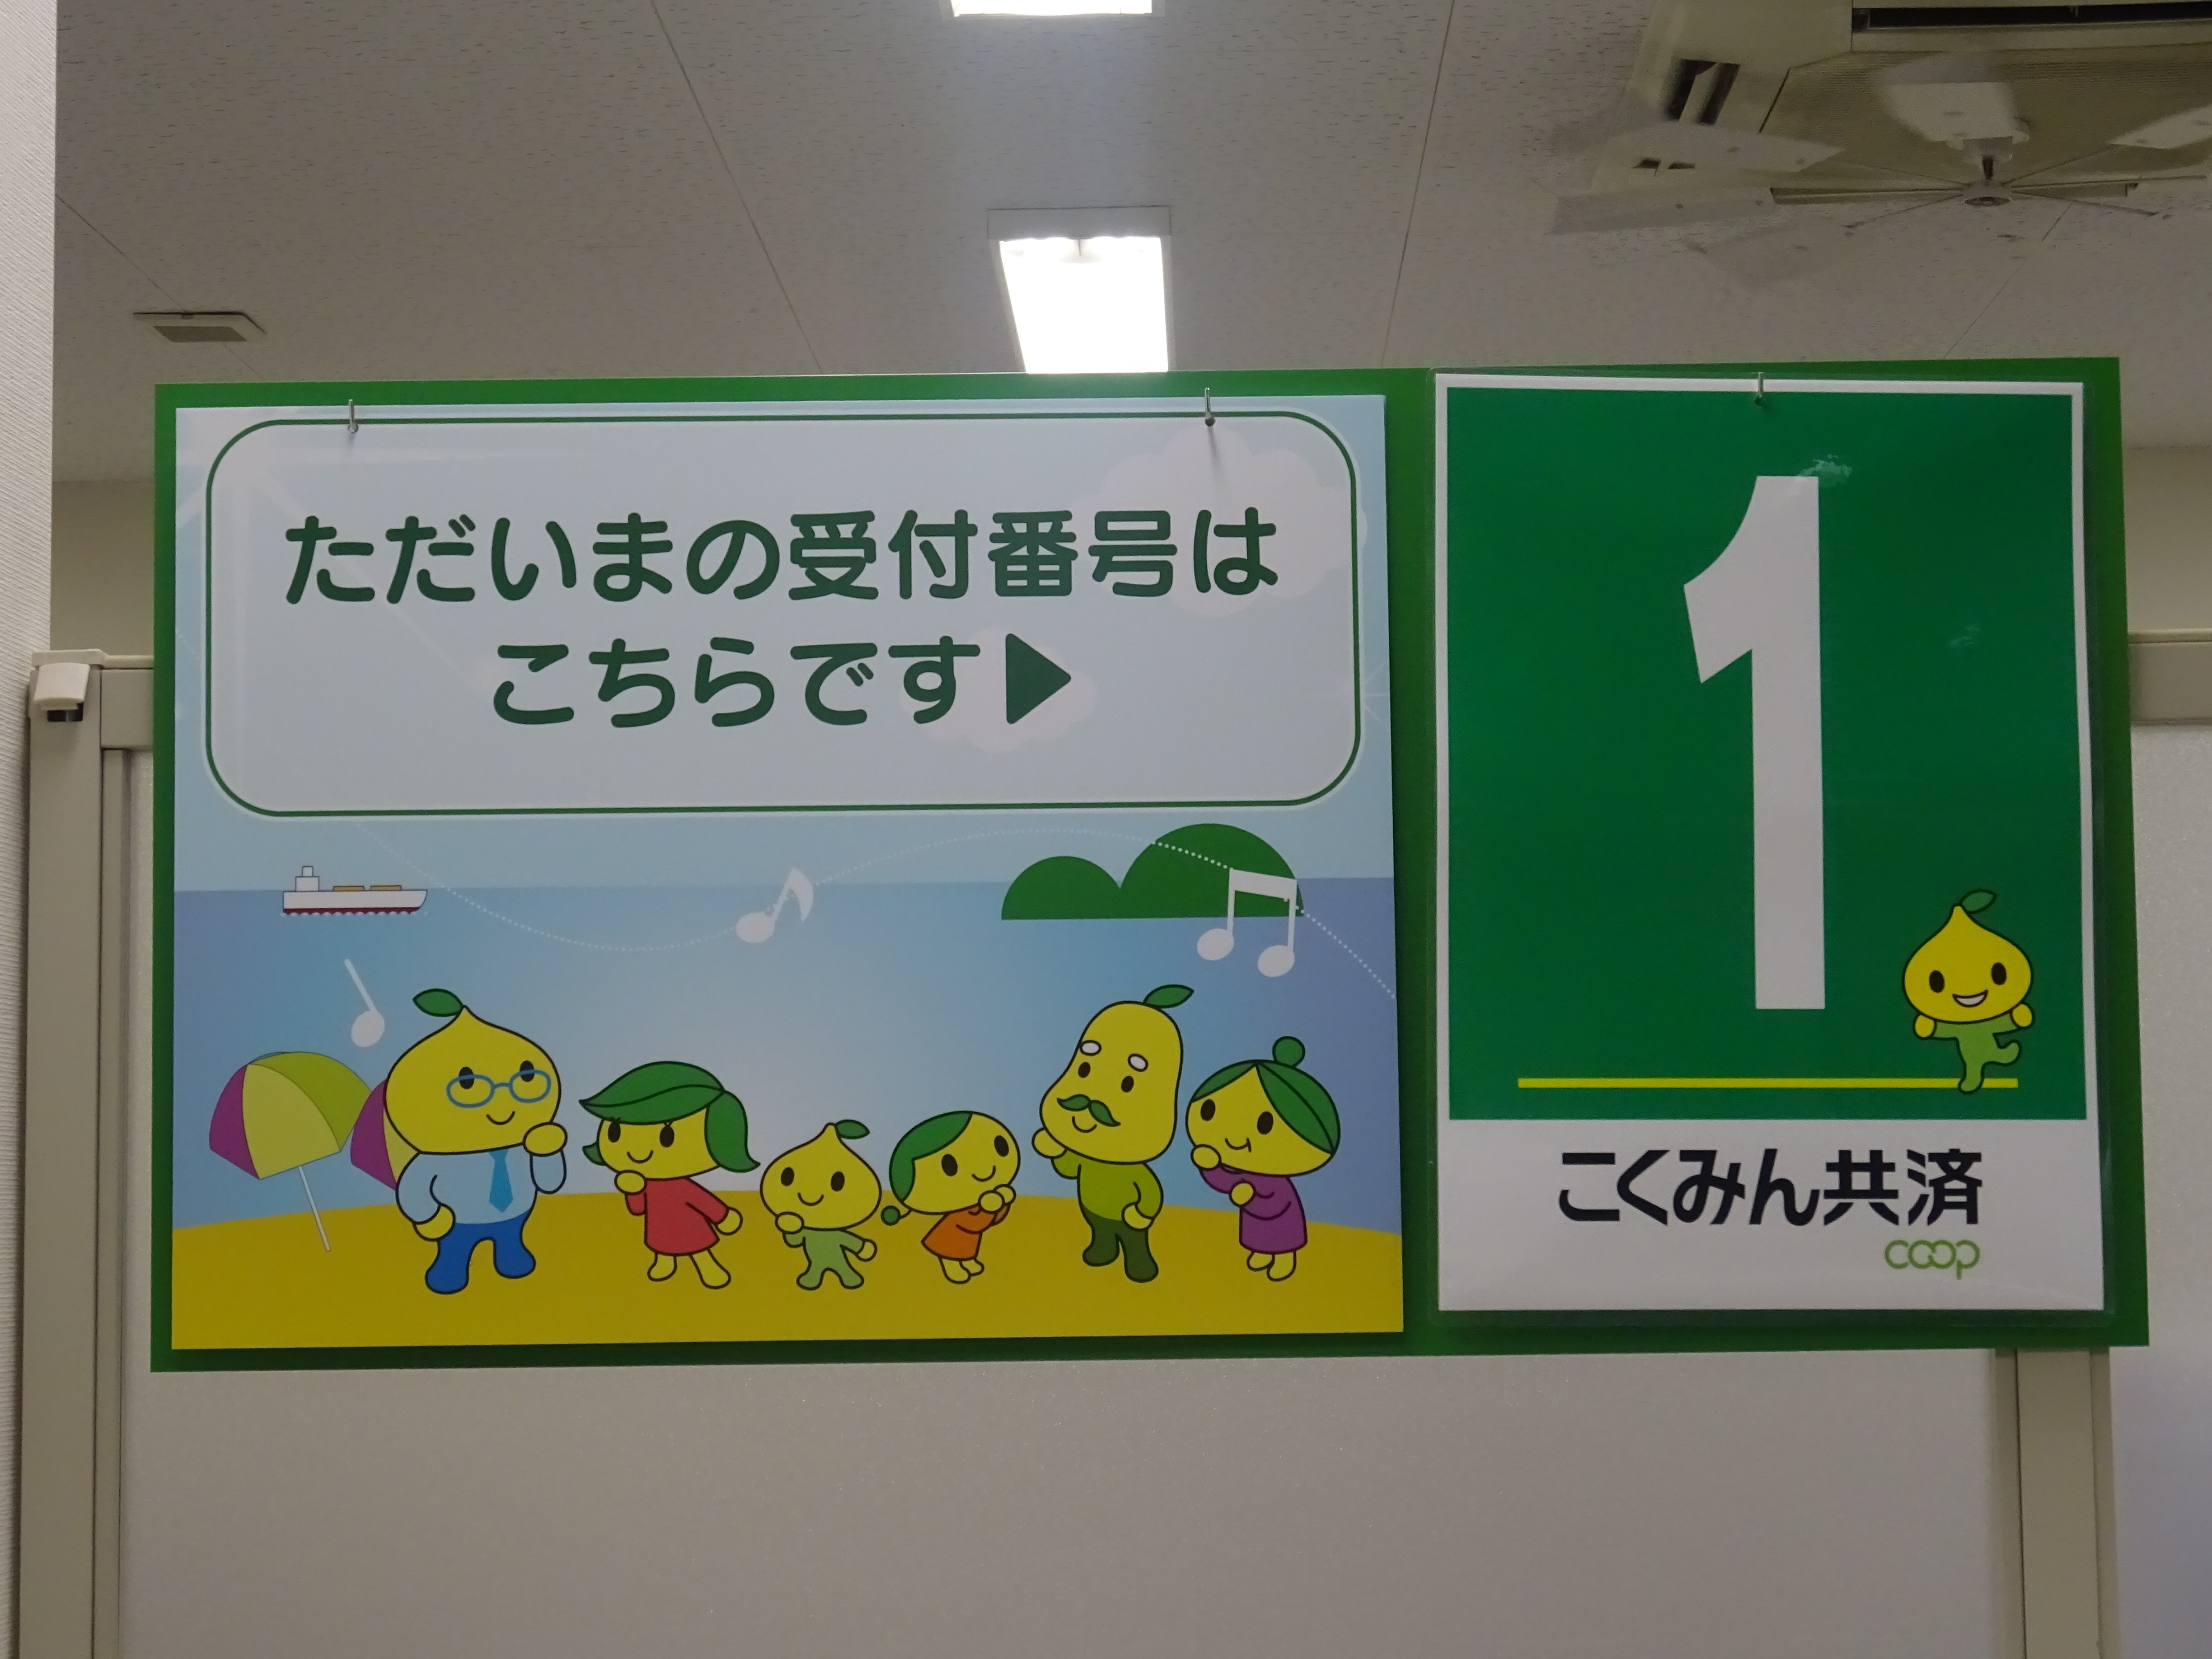 ただいまの受付番号は
こちらです▶
1
こくみん共済
coop